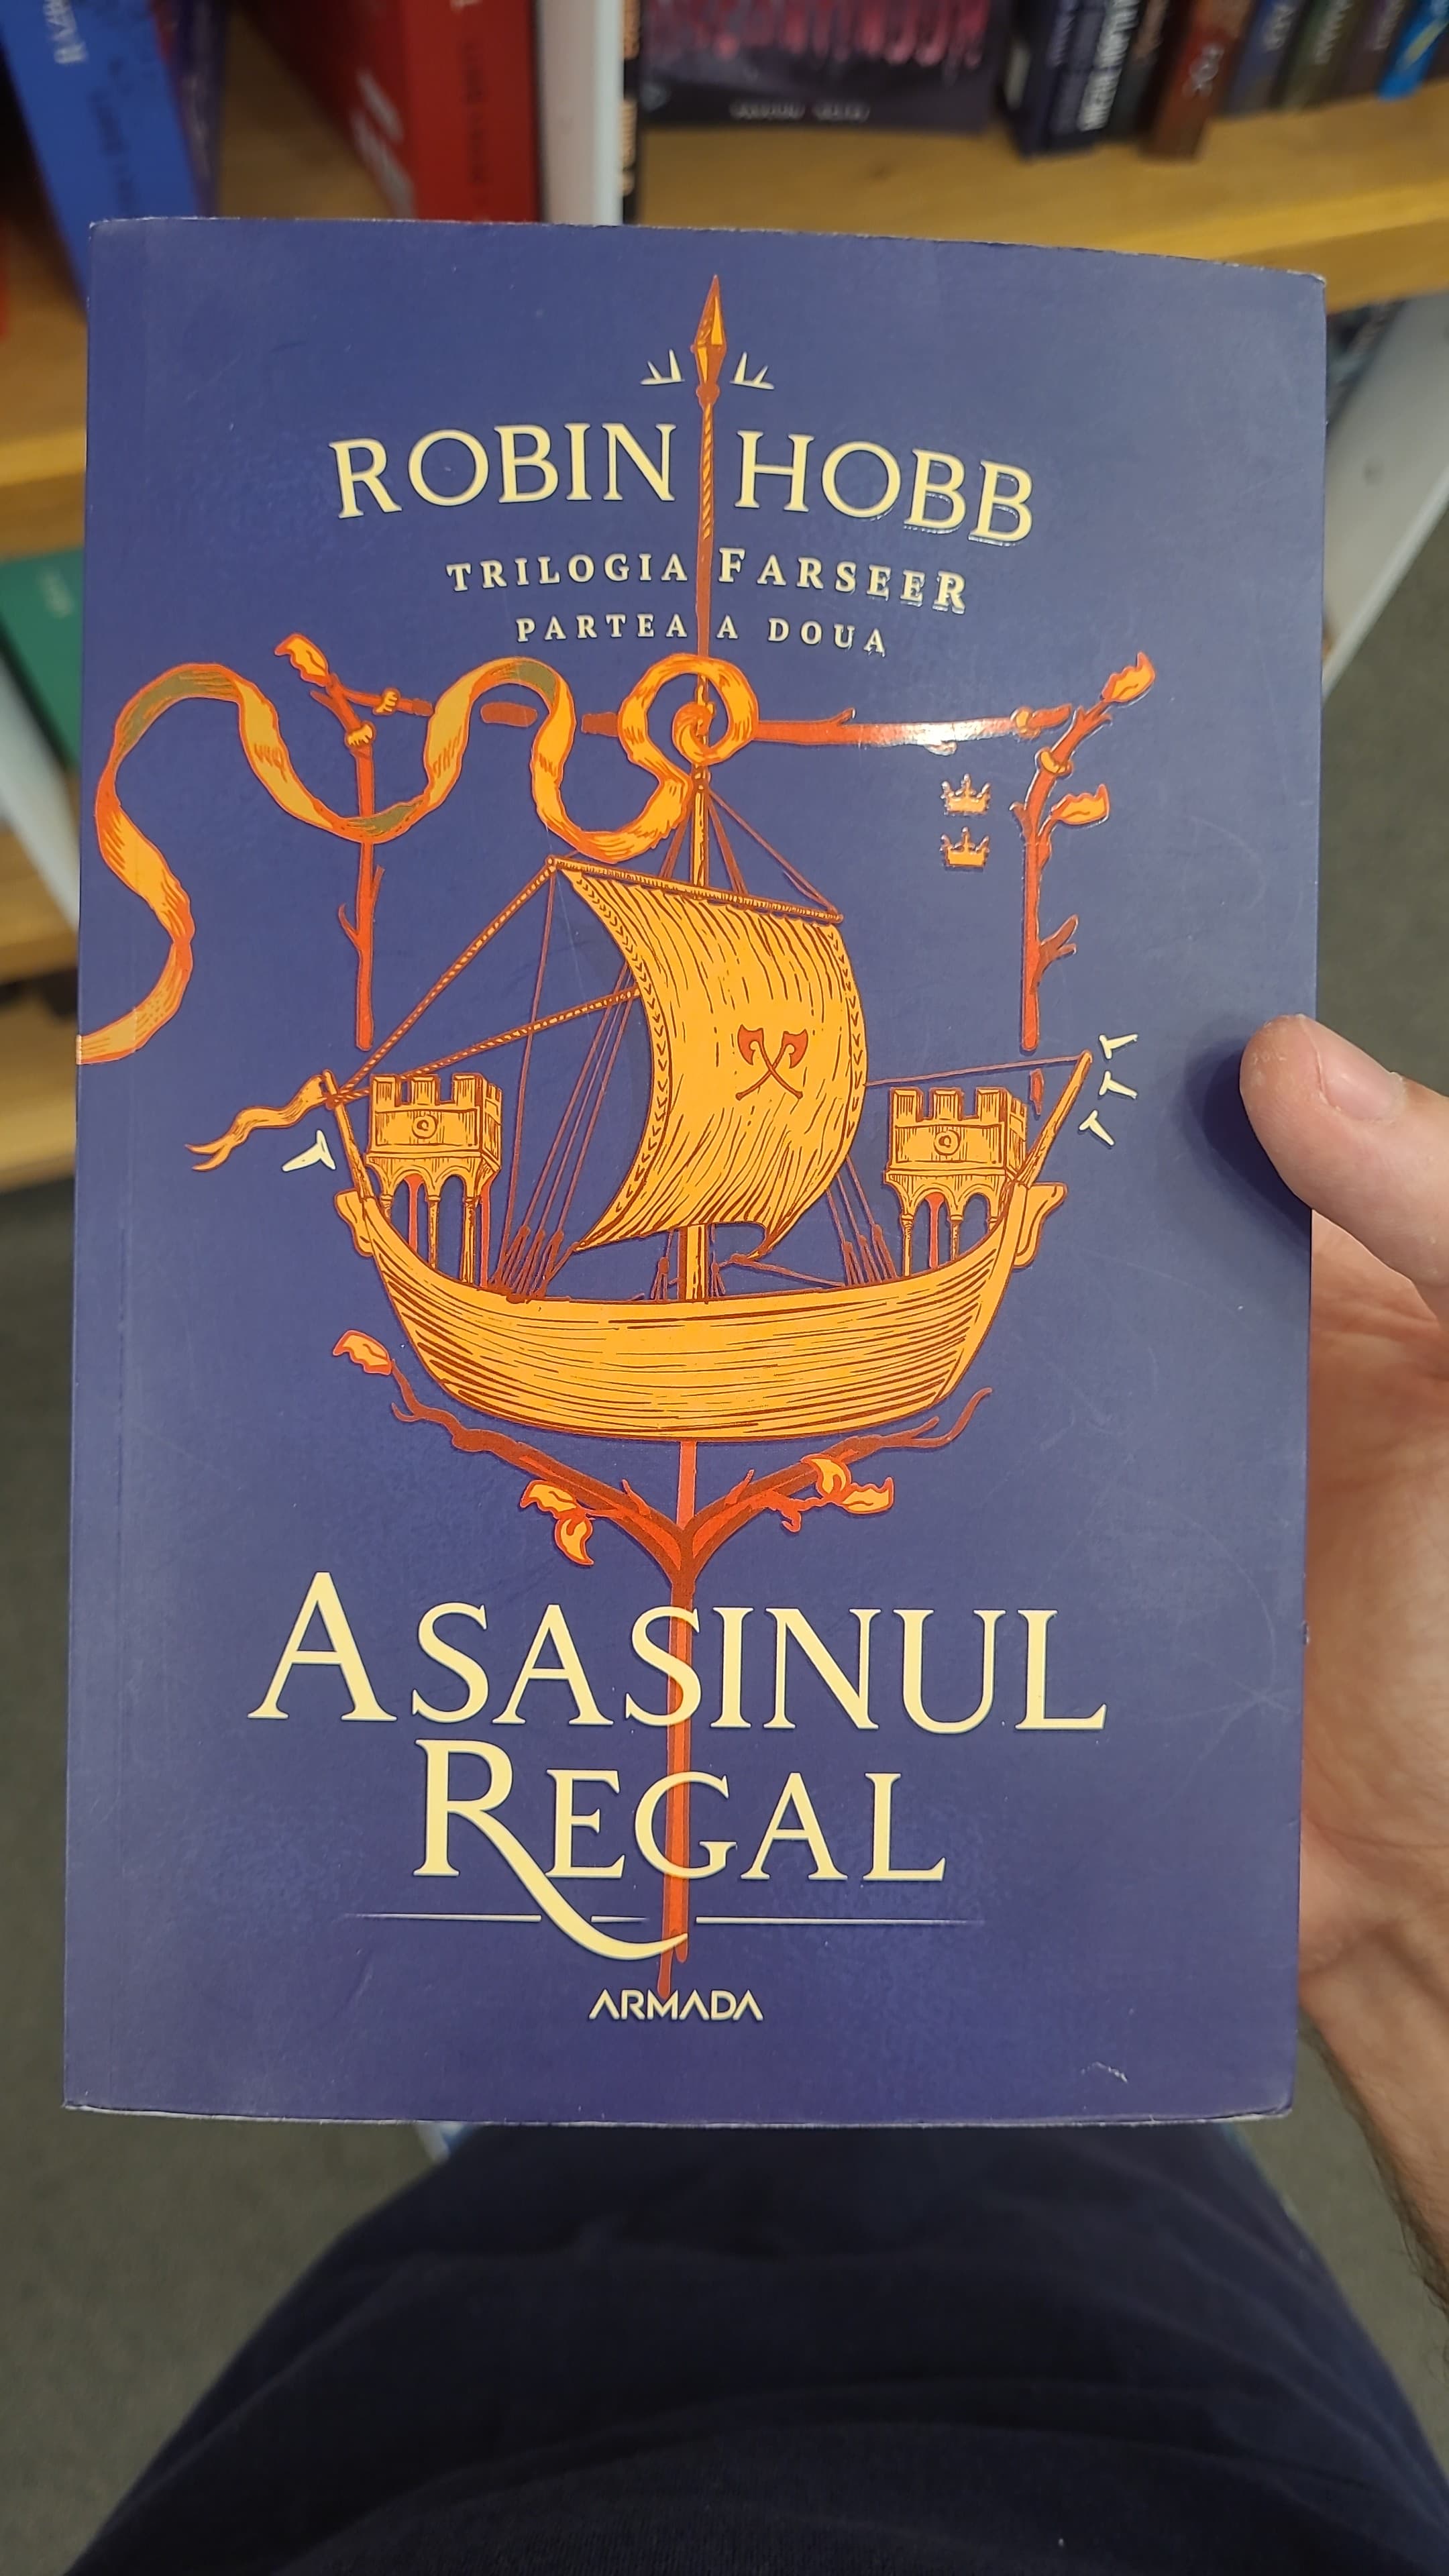 ROBIN HOBB
TRILOGIA FARSEER
PARTEA A DOUA
ASASINUL
REGAL
ARMADA